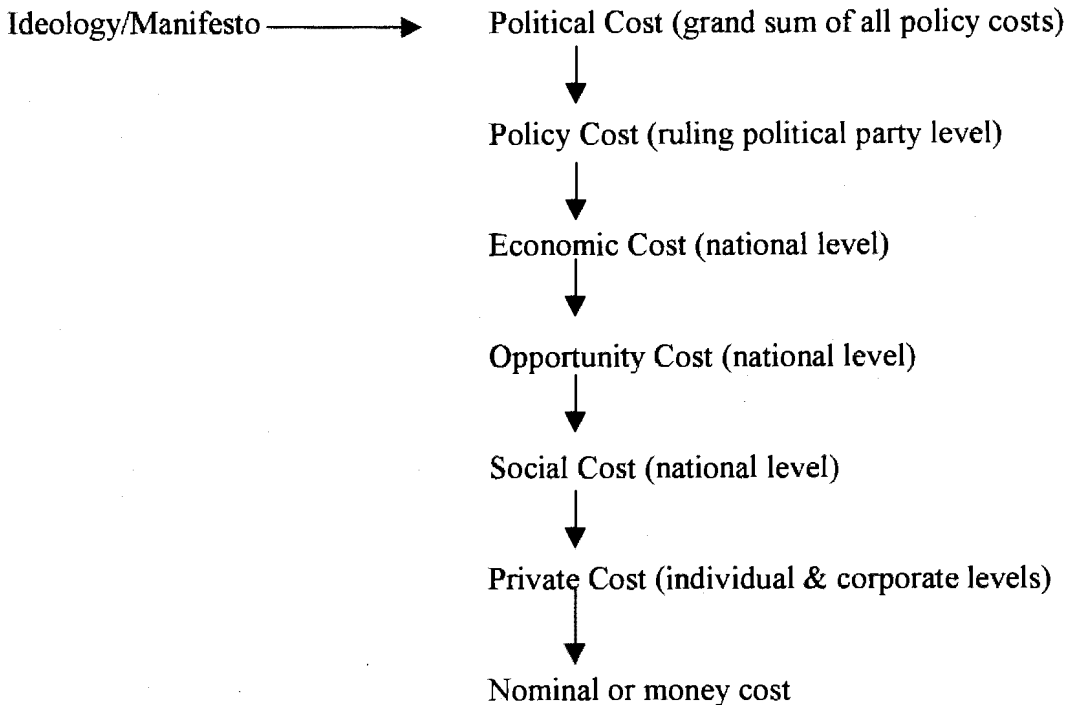 Ideology/Manifesto Political Cost (grand sum of all policy costs)
Policy Cost (ruling political party level)
Economic Cost (national level)
Opportunity Cost (national level)
Social Cost (national level)
Private Cost (individual & corporate levels)
Nominal or money cost